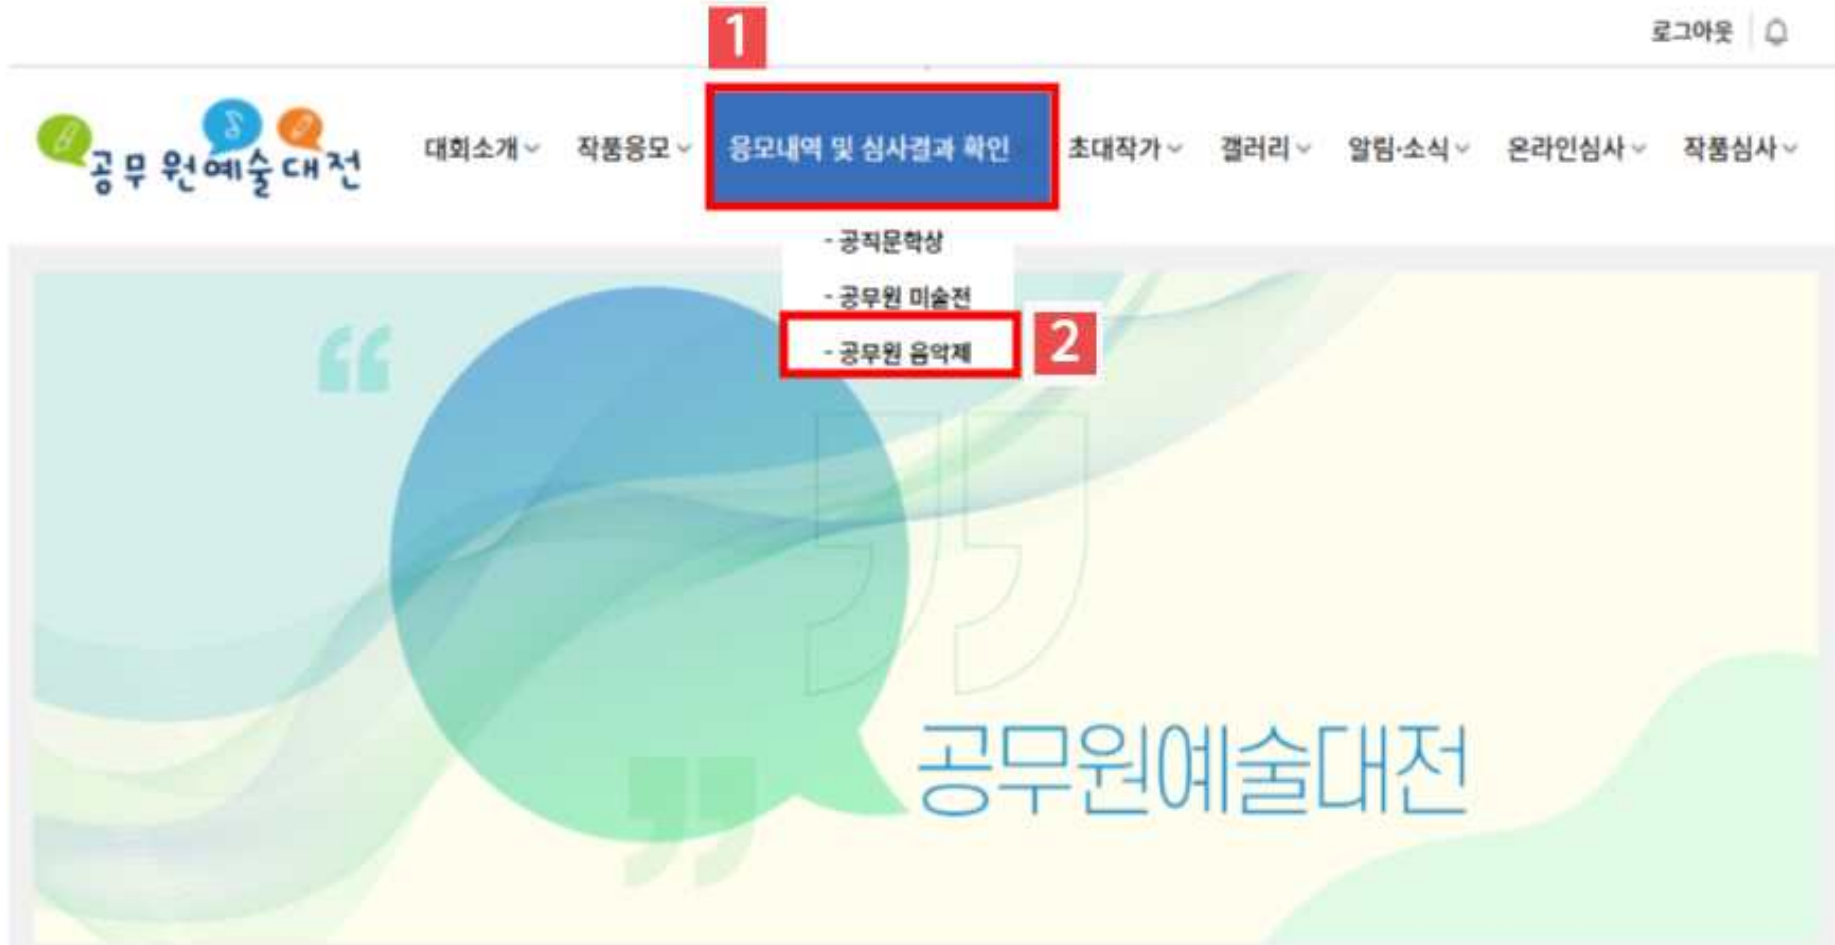 1
로그아웃
공무원예술대전
대회소개 작품응모 응모내역 및 심사결과 확인 초대작가 갤러리 알림·소식 온라인심사 작품심사
- 공직문학상
- 공무원 미술전
- 공무원 음악제
2
공무원예술대전